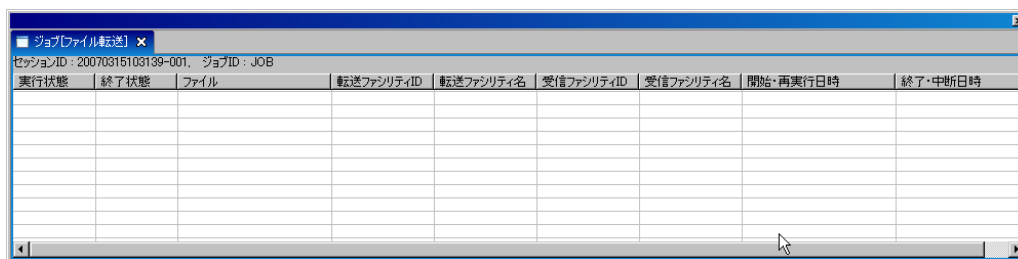 ジョブ[ファイル転送]
セッションID : 20070315103139-001, ジョブID : JOB
実行状態 終了状態 ファイル 転送ファシリティID 転送ファシリティ名 受信ファシリティID 受信ファシリティ名 開始・再実行日時 終了・中断日時